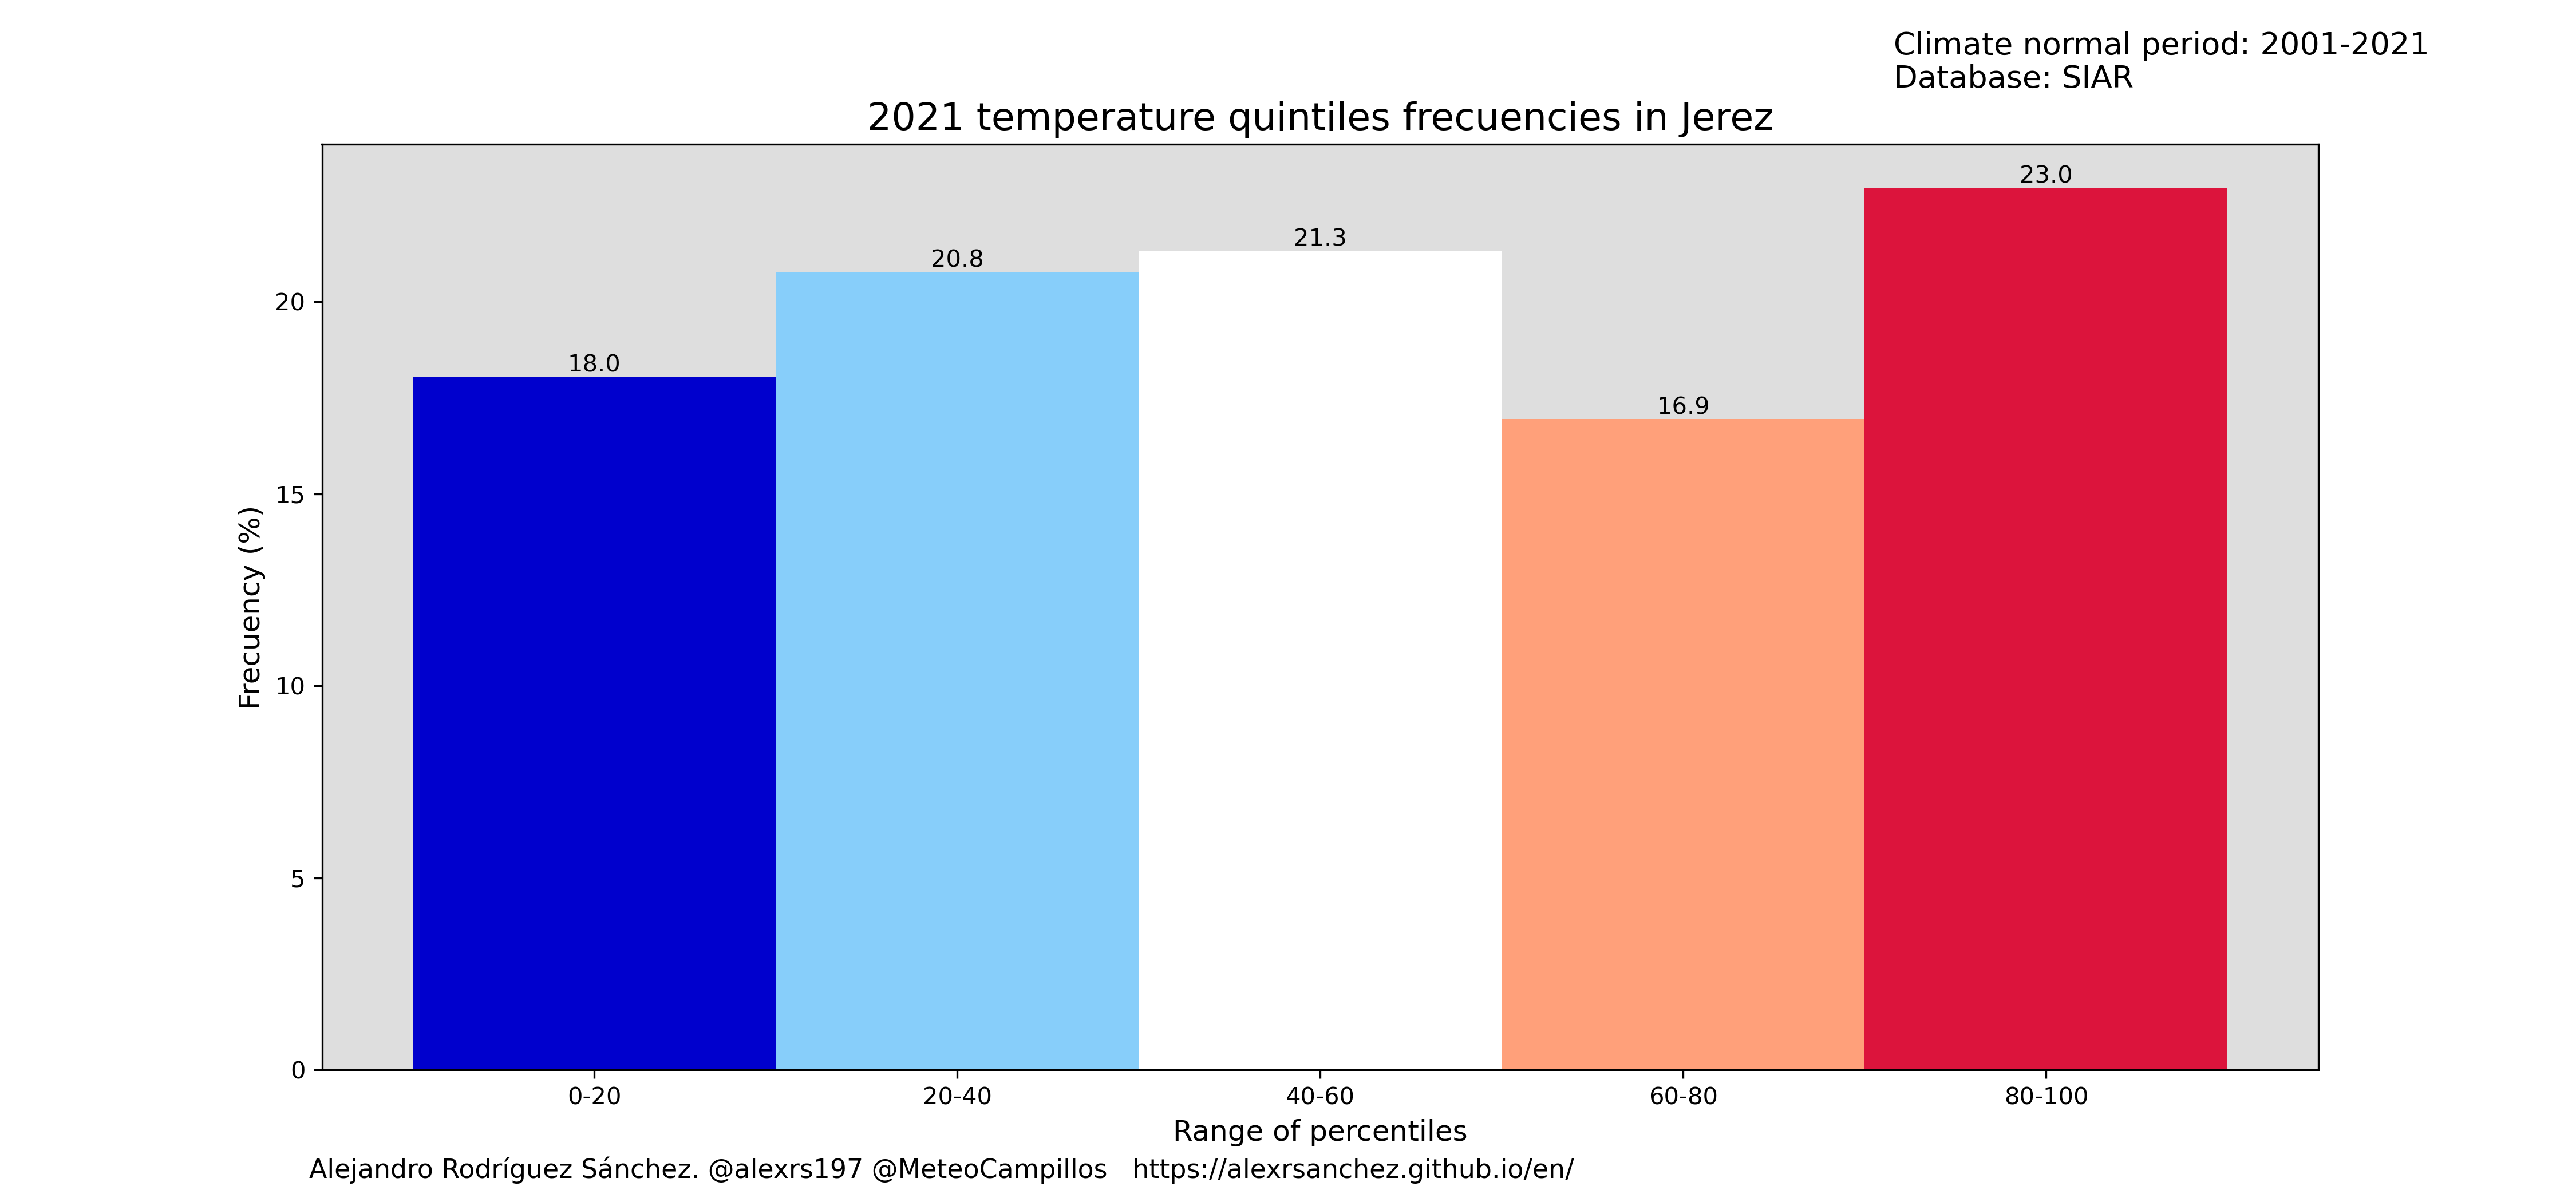 Climate normal period: 2001-2021
Database: SIAR
2021 temperature quintiles frecuencies in Jerez
23.0
21.3
20.8
20
18.0
16.9
15
Frecuency (%)
10
5
0
0-20 20-40 40-60 60-80 80-100
Range of percentiles
Alejandro Rodríguez Sánchez. @alexrs197 @MeteoCampillos https://alexrsanchez.github.io/en/